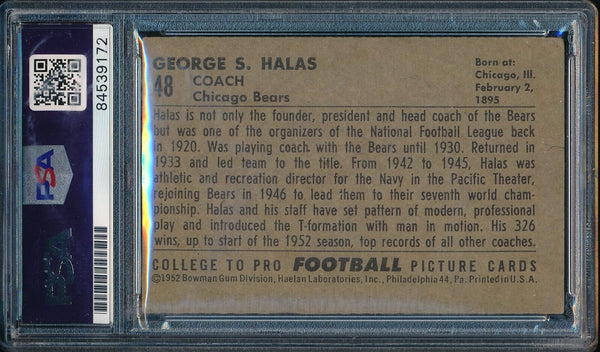 GEORGE S. HALAS
48
COACH
Chicago Bears
Born at:
Chicago, Ill.
February 2,
1895
Halas is not only the founder, president and head coach of the Bears
but was one of the organizers of the National Football League back
in 1920. Was playing coach with the Bears until 1930. Returned in
1933 and led team to the title. From 1942 to 1945, Halas was
athletic and recreation director for the Navy in the Pacific Theater,
rejoining Bears in 1946 to lead them to their seventh world cham-
pionship. Halas and his staff have set pattern of modern, professional
play and introduced the T-formation with man in motion. His 326
wins, up to start of the 1952 season, top records of all other coaches.
COLLEGE TO PRO FOOTBALL PICTURE CARDS
©1952 Bowman Gum Division, Haelan Laboratories, Inc., Philadelphia 44, Pa. Printed in U.S.A.
84539172
PSA
PSA